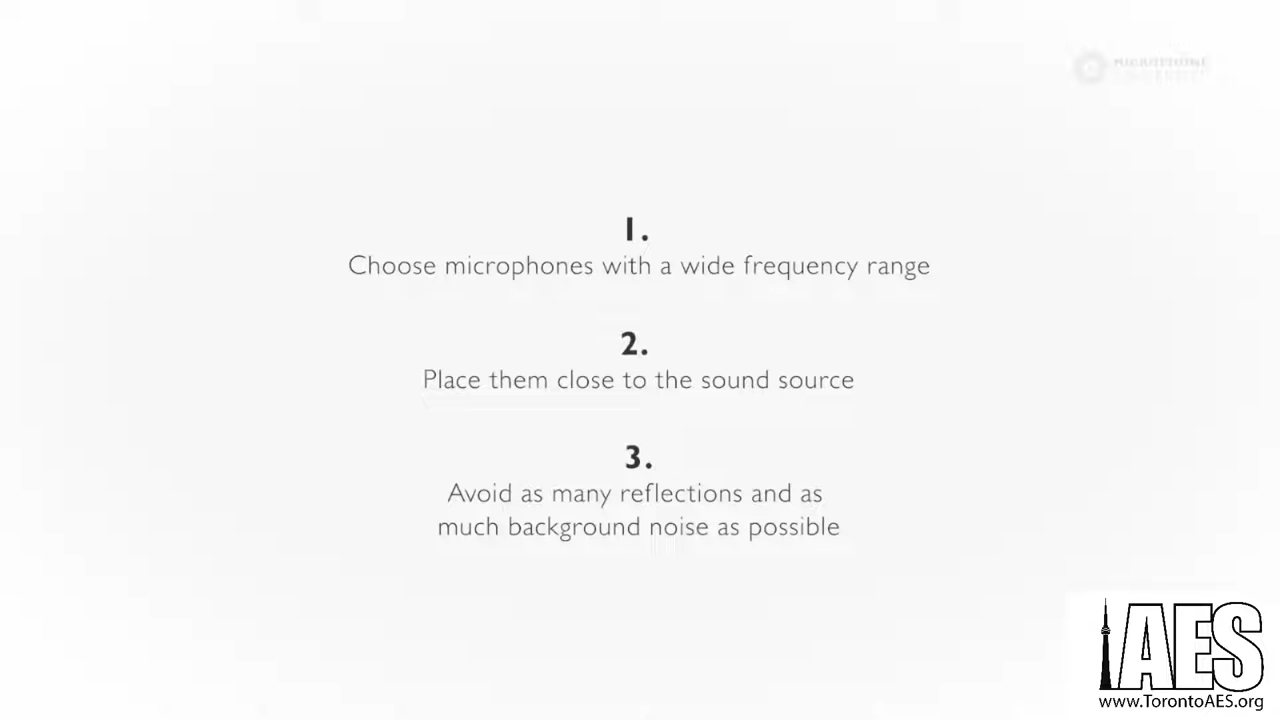 1.
Choose microphones with a wide frequency range
2.
Place them close to the sound source
3.
Avoid as many reflections and as
much background noise as possible
AES
www.TorontoAES.org